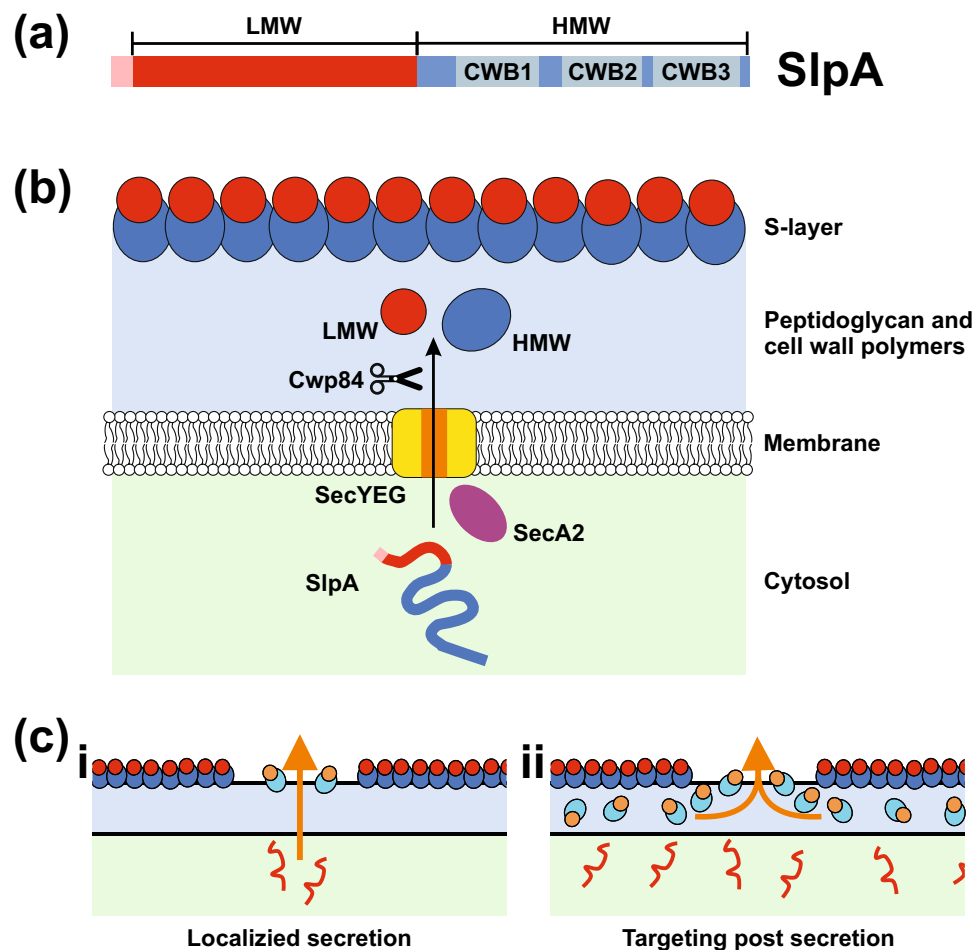 (a)
LMW HMW
CWB1 CWB2 CWB3 SlpA
(b)
S-layer
LMW
HMW
Peptidoglycan and
cell wall polymers
Cwp84
Membrane
SecYEG
SecA2
SlpA
Cytosol
(c)
i ii
Localizied secretion Targeting post secretion